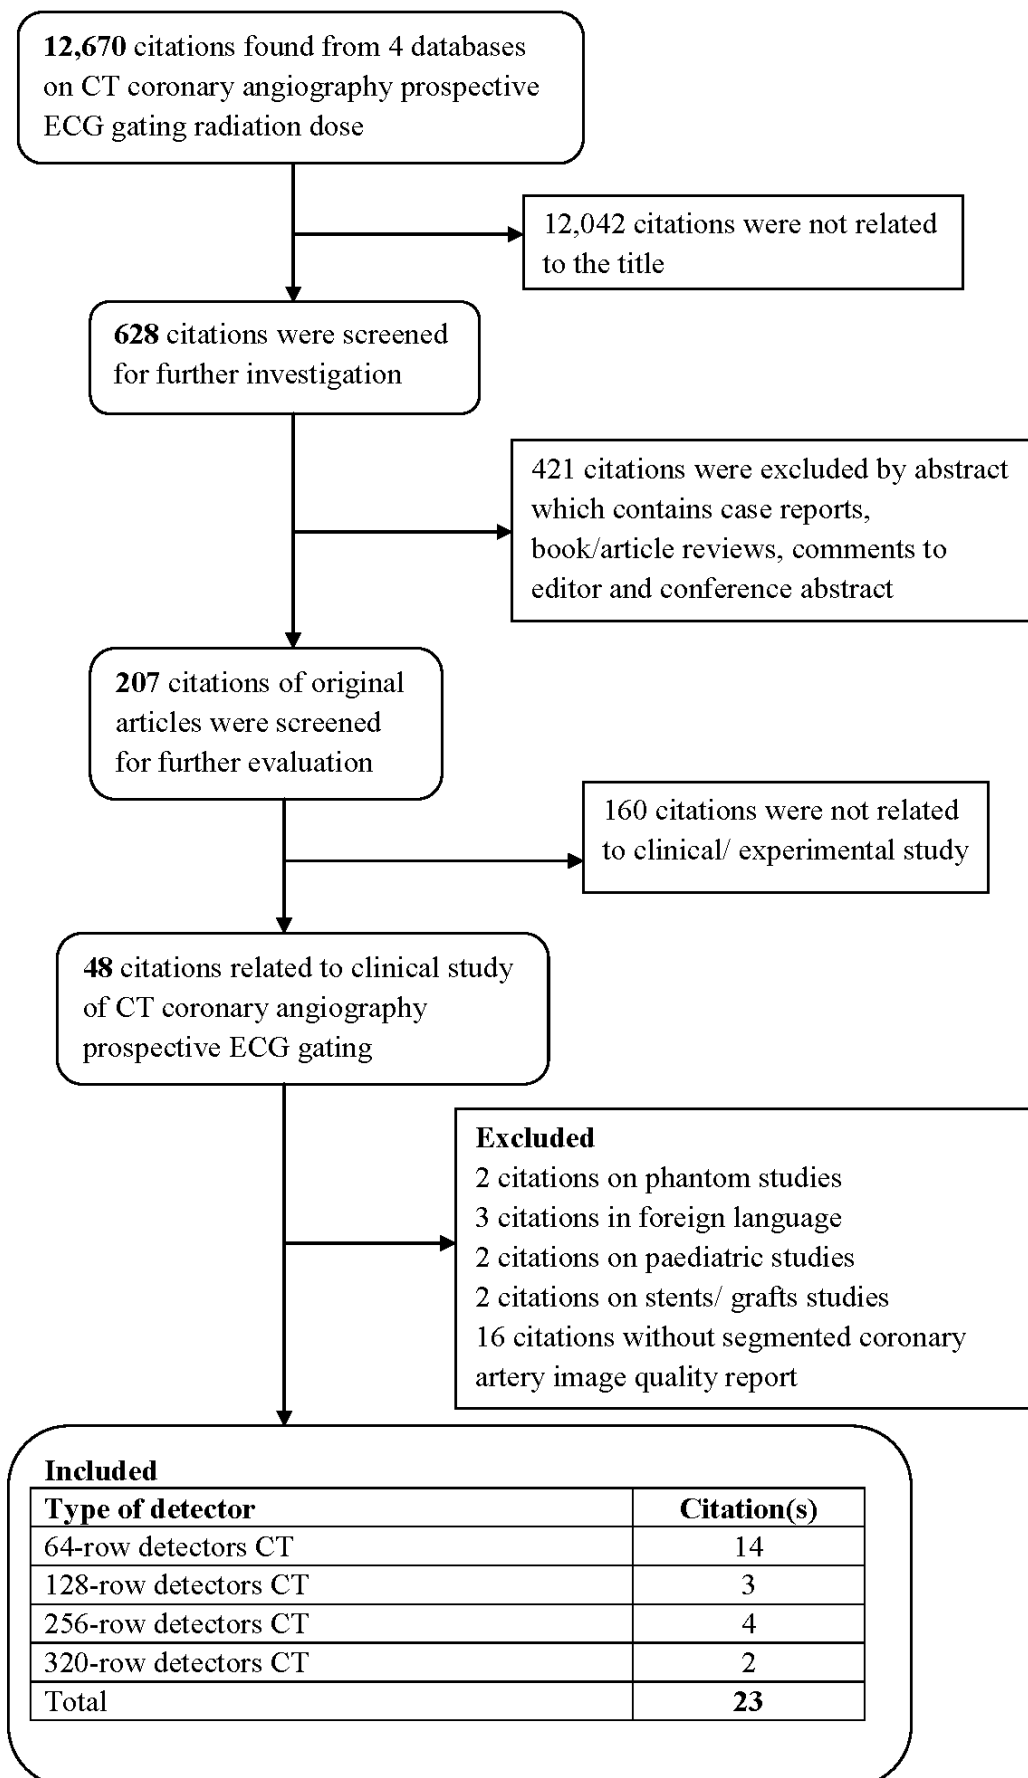 12,670 citations found from 4 databases
on CT coronary angiography prospective
ECG gating radiation dose
12,042 citations were not related
to the title
628 citations were screened
for further investigation
421 citations were excluded by abstract
which contains case reports,
book/article reviews, comments to
editor and conference abstract
207 citations of original
articles were screened
for further evaluation
160 citations were not related
to clinical/ experimental study
48 citations related to clinical study
of CT coronary angiography
prospective ECG gating
Excluded
2 citations on phantom studies
3 citations in foreign language
2 citations on paediatric studies
2 citations on stents/ grafts studies
16 citations without segmented coronary
artery image quality report
Included
Type of detector Citation(s)
64-row detectors CT 14
128-row detectors CT 3
256-row detectors CT 4
320-row detectors CT 2
Total 23